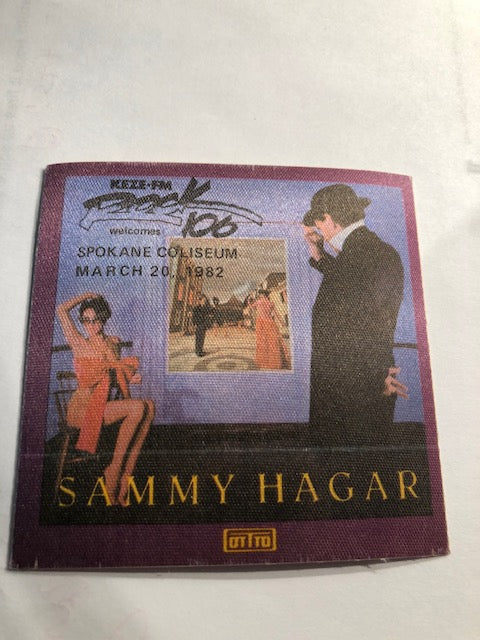 KEZE-FM
Rock
106
welcomes
SPOKANE COLISEUM
MARCH 20, 1982
SAMMY HAGAR
OTTO